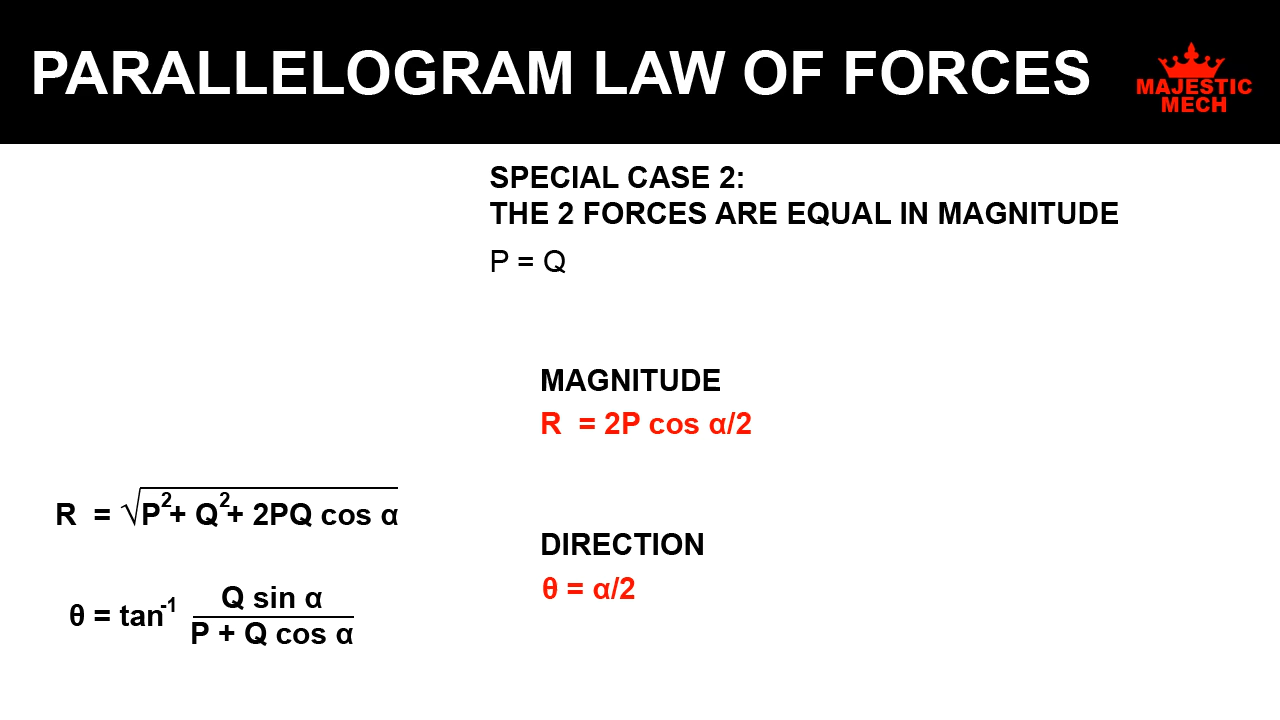 PARALLELOGRAM LAW OF FORCES
MAJESTIC
MECH
SPECIAL CASE 2:
THE 2 FORCES ARE EQUAL IN MAGNITUDE
P = Q
MAGNITUDE
R = 2P cos α/2
R = √P² + Q² + 2PQ cos α
DIRECTION
θ = α/2
θ = tan⁻¹ Q sin α
P + Q cos α